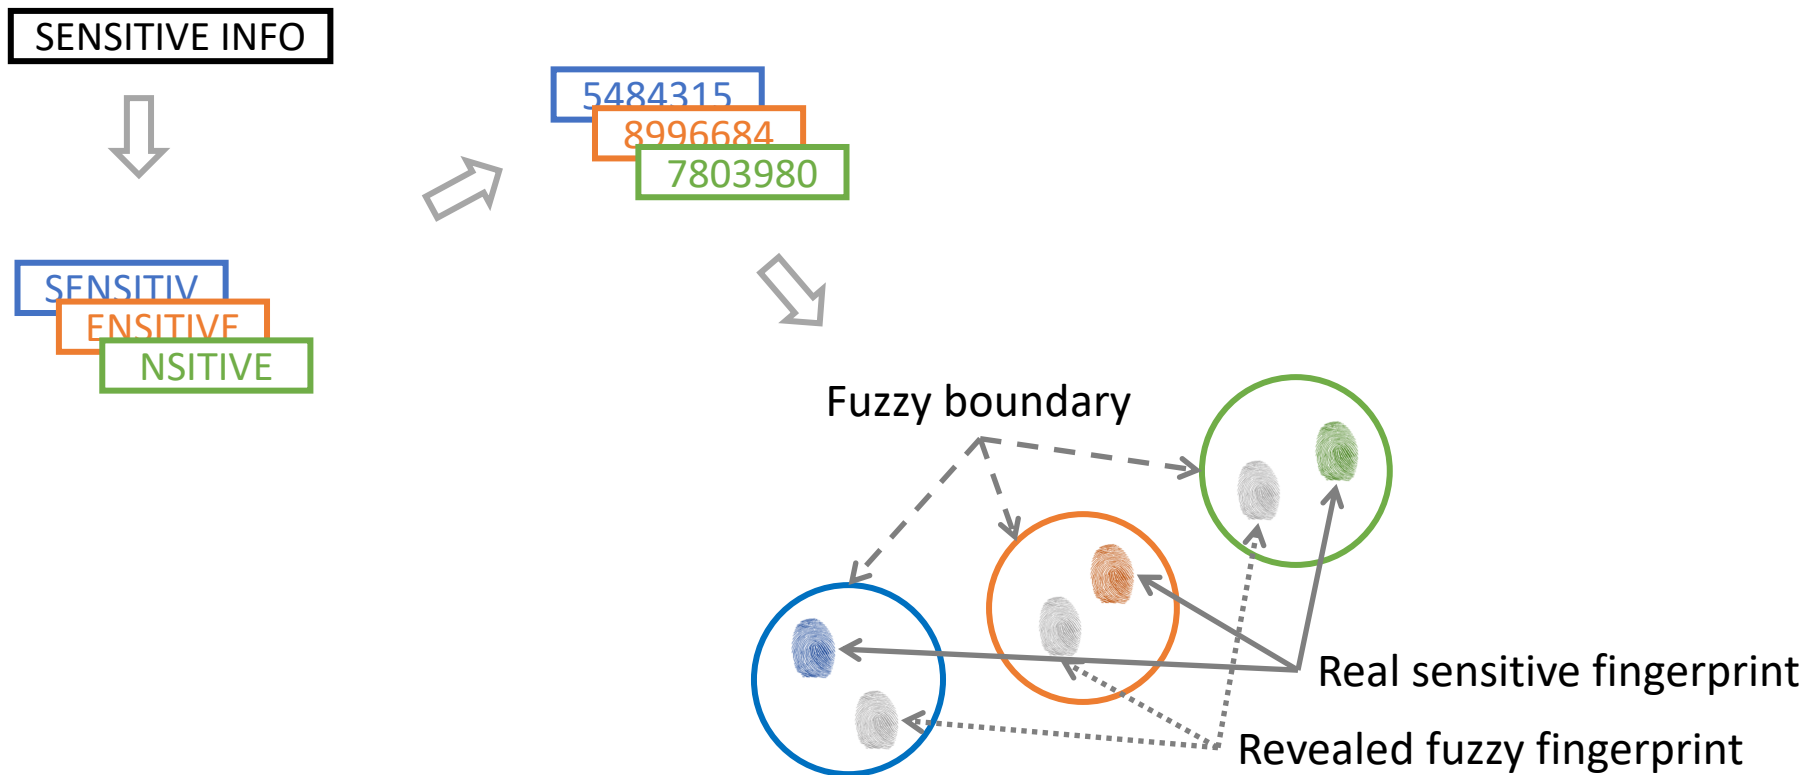 SENSITIVE INFO
5484315
8996684
7803980
SENSITIV
ENSITIVE
NSITIVE
Fuzzy boundary
Real sensitive fingerprint
Revealed fuzzy fingerprint